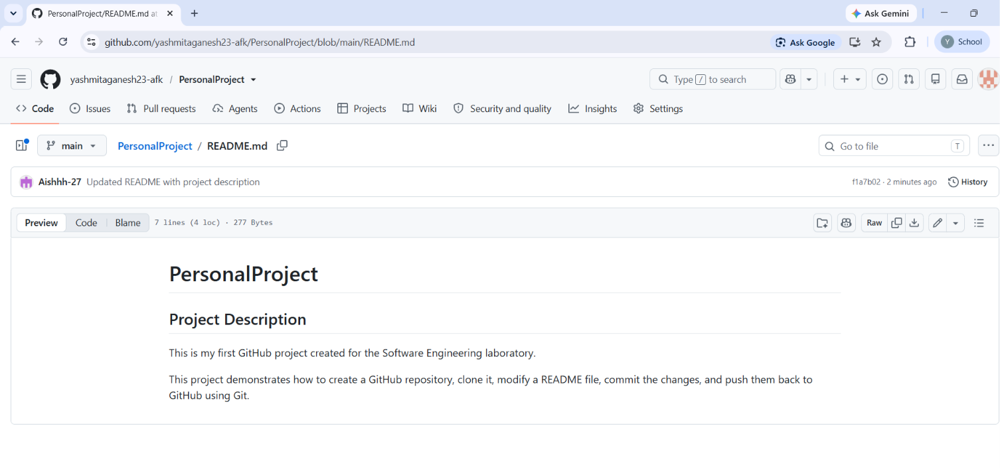 PersonalProject/README.md at
Ask Gemini
github.com/yashmitaganesh23-afk/PersonalProject/blob/main/README.md
Ask Google
Y School
yashmitaganesh23-afk / PersonalProject
Type / to search
Code Issues Pull requests Agents Actions Projects Wiki Security and quality Insights Settings
main PersonalProject / README.md
Go to file T
Aishhh-27 Updated README with project description
f1a7b02 · 2 minutes ago History
Preview Code Blame 7 lines (4 loc) · 277 Bytes
Raw
PersonalProject
Project Description
This is my first GitHub project created for the Software Engineering laboratory.
This project demonstrates how to create a GitHub repository, clone it, modify a README file, commit the changes, and push them back to
GitHub using Git.